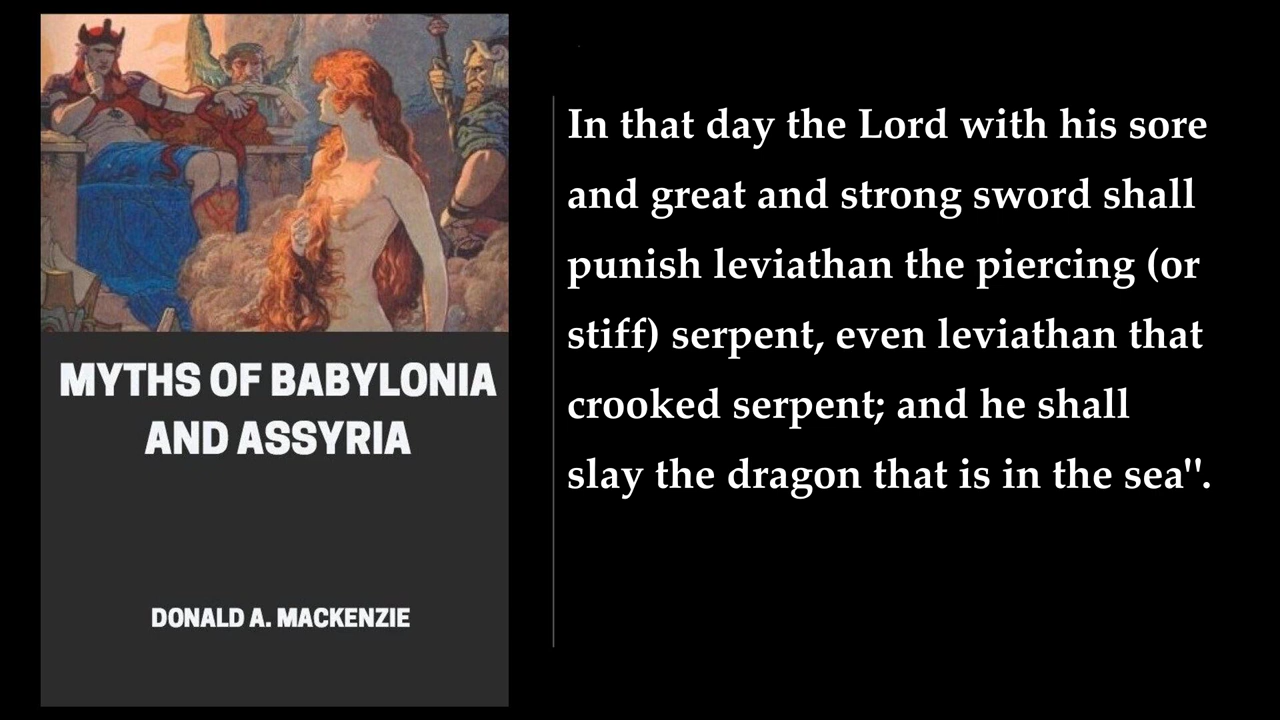 MYTHS OF BABYLONIA
AND ASSYRIA
DONALD A. MACKENZIE
In that day the Lord with his sore
and great and strong sword shall
punish leviathan the piercing (or
stiff) serpent, even leviathan that
crooked serpent; and he shall
slay the dragon that is in the sea".